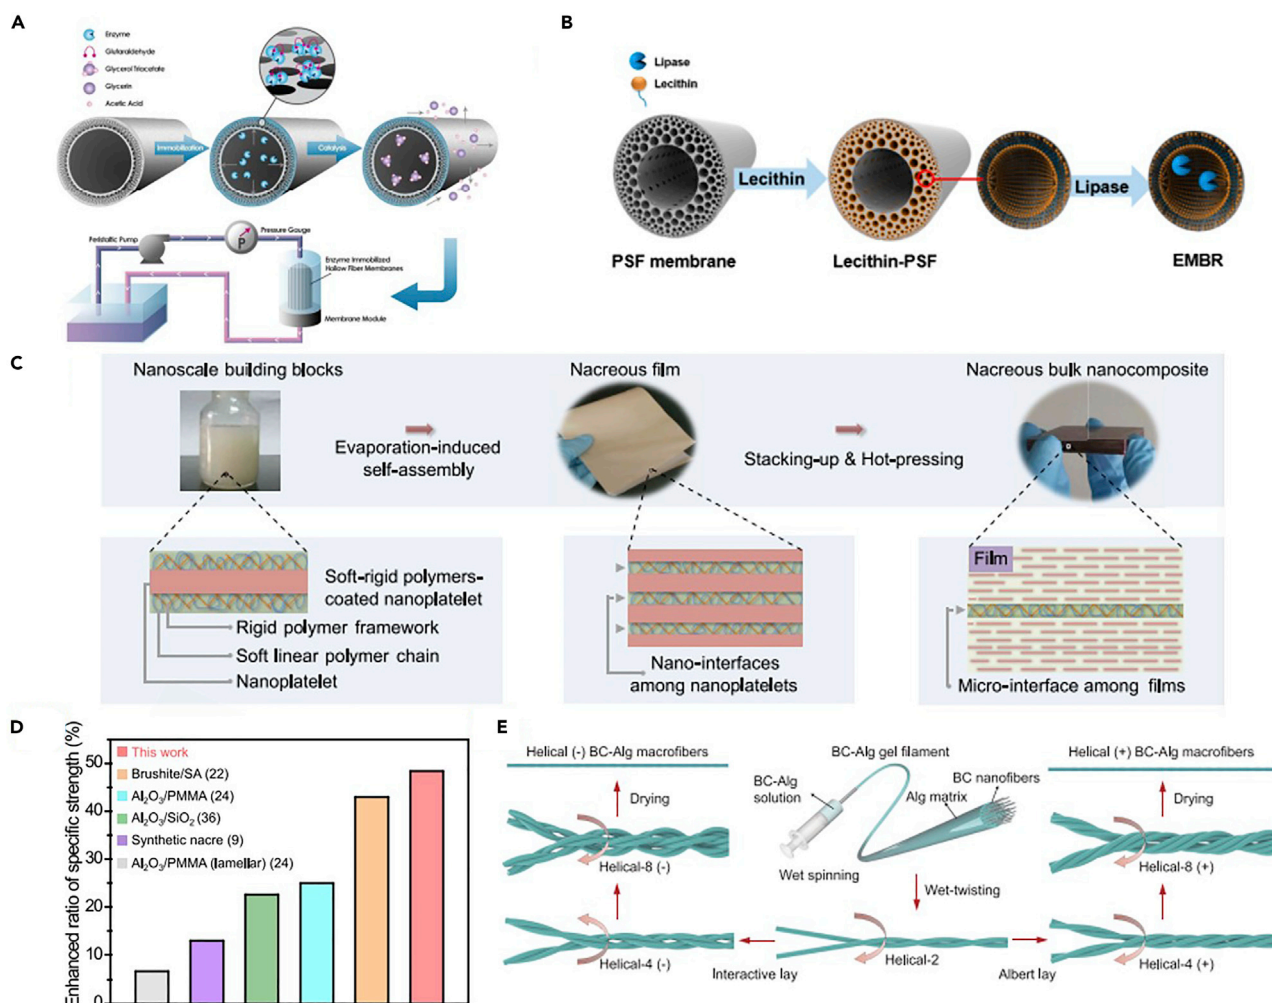 A
Enzyme
Glutaraldehyde
Glycerol Triacetate
Glycerin
Acetic Acid
Immobilization
Catalysis
Peristaltic Pump
Pressure Gauge
P
Enzyme Immobilized
Hollow Fiber Membranes
Membrane Module
B
Lipase
Lecithin
Lecithin
Lipase
PSF membrane
Lecithin-PSF
EMBR
C
Nanoscale building blocks
Nacreous film
Nacreous bulk nanocomposite
Evaporation-induced
self-assembly
Stacking-up & Hot-pressing
Soft-rigid polymers-
coated nanoplatelet
Rigid polymer framework
Soft linear polymer chain
Nanoplatelet
Nano-interfaces
among nanoplatelets
Film
Micro-interface among films
D
Enhanced ratio of specific strength (%)
50
40
30
20
10
0
This work
Brushite/SA (22)
Al₂O₃/PMMA (24)
Al₂O₃/SiO₂ (36)
Synthetic nacre (9)
Al₂O₃/PMMA (lamellar) (24)
E
Helical (-) BC-Alg macrofibers
BC-Alg gel filament
Helical (+) BC-Alg macrofibers
Drying
BC-Alg
solution
Alg matrix
BC nanofibers
Drying
Helical-8 (-)
Wet spinning
Wet-twisting
Helical-8 (+)
Helical-4 (-)
Interactive lay
Helical-2
Albert lay
Helical-4 (+)